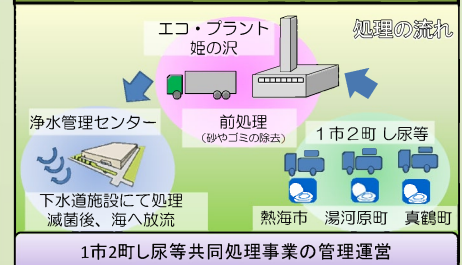 処理の流れ
エコ・プラント
姫の沢
前処理
(砂やゴミの除去)
1市2町し尿等
熱海市 湯河原町 真鶴町
浄水管理センター
下水道施設にて処理
滅菌後、海へ放流
1市2町し尿等共同処理事業の管理運営